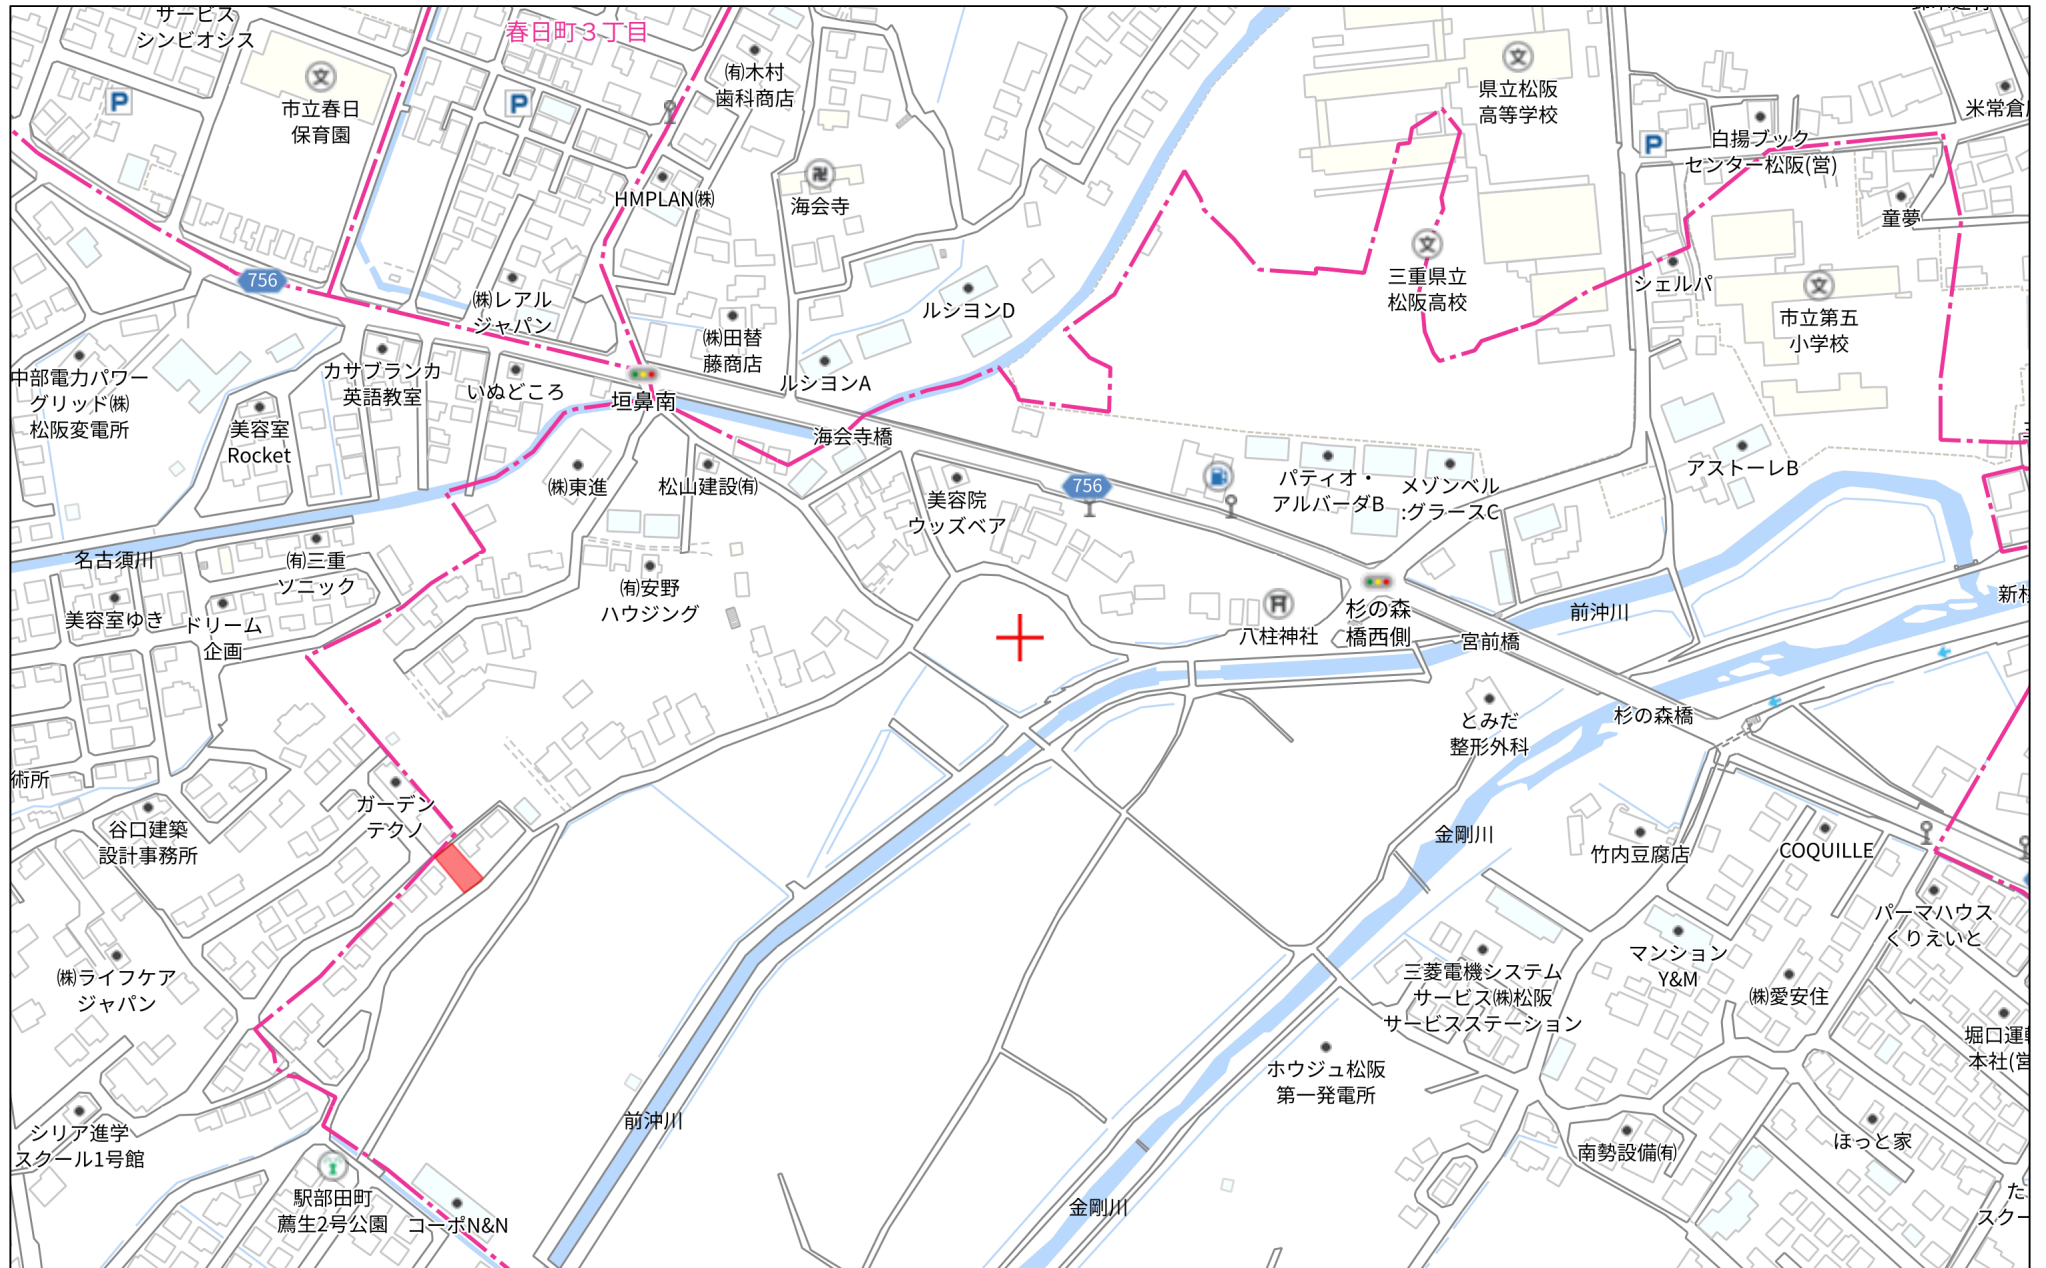 サービス
シンビオシス
春日町３丁目
市立春日
保育園
㈲木村
歯科商店
県立松阪
高等学校
米常倉
白揚ブック
センター松阪(営)
HMPLAN㈱
海会寺
童夢
756
三重県立
松阪高校
シェルパ
㈱レアル
ジャパン
ルシヨンD
市立第五
小学校
㈱田替
藤商店
中部電力パワー
グリッド㈱
松阪変電所
カサブランカ
英語教室
いぬどころ
ルシヨンA
垣鼻南
美容室
Rocket
海会寺橋
アストーレB
㈱東進
松山建設㈲
美容院
ウッズベア
756
パティオ・
アルバーダB
メゾンベル
:グラースC
名古須川
㈲三重
ソニック
美容室ゆき
ドリーム
企画
㈲安野
ハウジング
八柱神社
杉の森
橋西側
宮前橋
前沖川
新村
杉の森橋
とみだ
整形外科
術所
ガーデン
テクノ
谷口建築
設計事務所
金剛川
竹内豆腐店
COQUILLE
パーマハウス
くりえいと
㈱ライフケア
ジャパン
三菱電機システム
サービス㈱松阪
サービスステーション
マンション
Y&M
㈱愛安住
堀口運輸
本社(営
ホウジュ松阪
第一発電所
前沖川
シリア進学
スクール1号館
南勢設備㈲
ほっと家
駅部田町
薦生2号公園
コーポN&N
金剛川
た
スクー